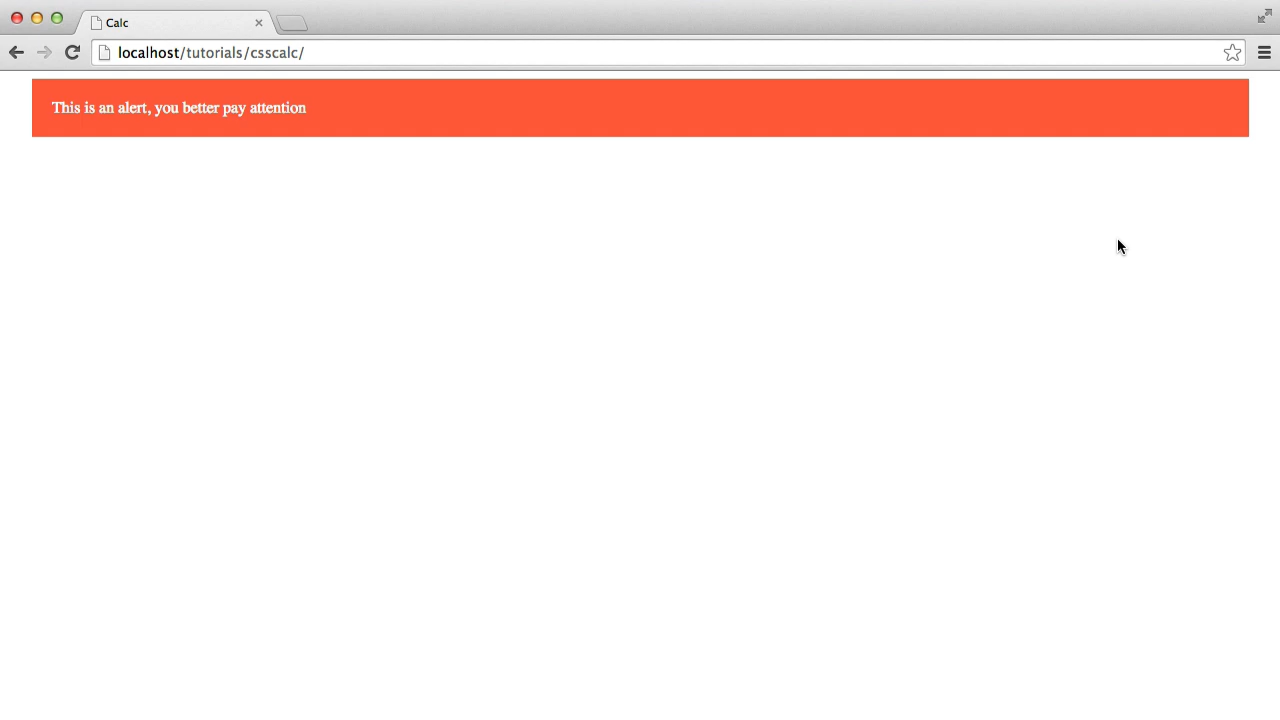 Calc
localhost/tutorials/csscalc/
This is an alert, you better pay attention